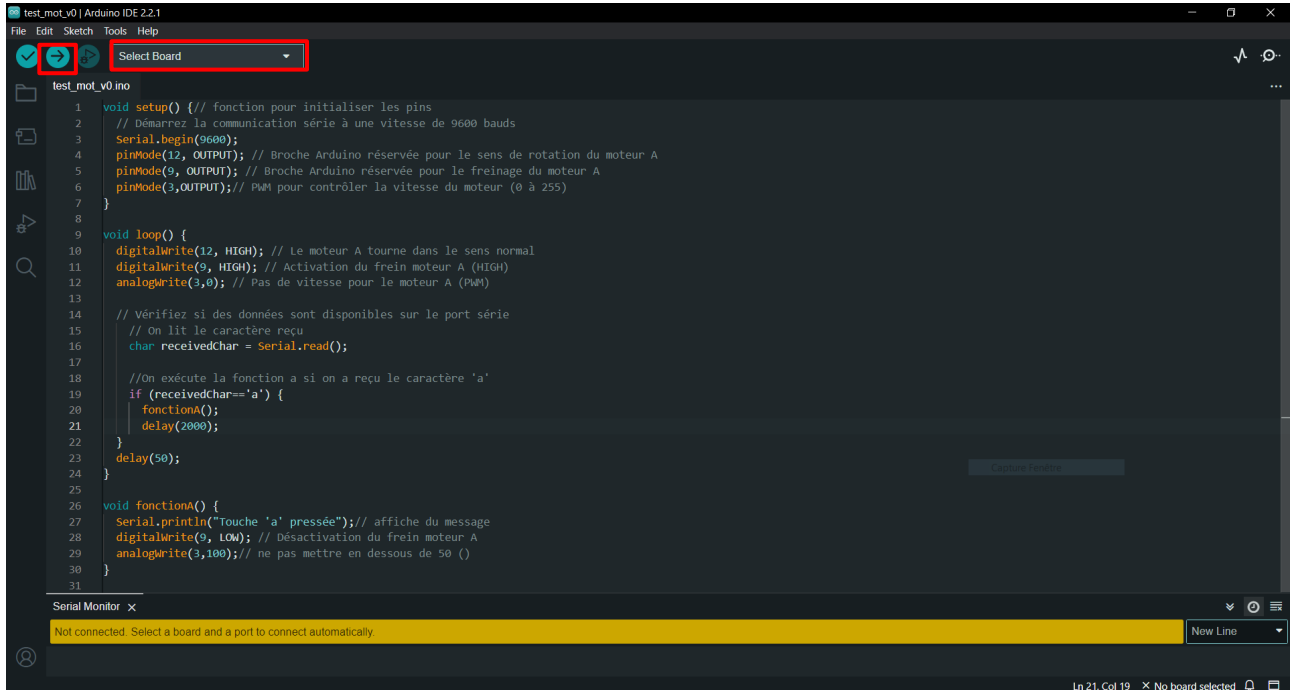 test_mot_v0 | Arduino IDE 2.2.1
File Edit Sketch Tools Help
Select Board
test_mot_v0.ino
1 void setup() {// fonction pour initialiser les pins
2 // Démarrez la communication série à une vitesse de 9600 bauds
3 Serial.begin(9600);
4 pinMode(12, OUTPUT); // Broche Arduino réservée pour le sens de rotation du moteur A
5 pinMode(9, OUTPUT); // Broche Arduino réservée pour le freinage du moteur A
6 pinMode(3,OUTPUT);// PWM pour contrôler la vitesse du moteur (0 à 255)
7 }
8
9 void loop() {
10 digitalWrite(12, HIGH); // Le moteur A tourne dans le sens normal
11 digitalWrite(9, HIGH); // Activation du frein moteur A (HIGH)
12 analogWrite(3,0); // Pas de vitesse pour le moteur A (PWM)
13
14 // Vérifiez si des données sont disponibles sur le port série
15 // On lit le caractère reçu
16 char receivedChar = Serial.read();
17
18 //On exécute la fonction a si on a reçu le caractère 'a'
19 if (receivedChar=='a') {
20 fonctionA();
21 delay(2000);
22 }
23 delay(50);
24 }
25
26 void fonctionA() {
27 Serial.println("Touche 'a' pressée");// affiche du message
28 digitalWrite(9, LOW); // Désactivation du frein moteur A
29 analogWrite(3,100);// ne pas mettre en dessous de 50 ()
30 }
31
Capture Fenêtre
Serial Monitor
Not connected. Select a board and a port to connect automatically.
New Line
Ln 21, Col 19 No board selected